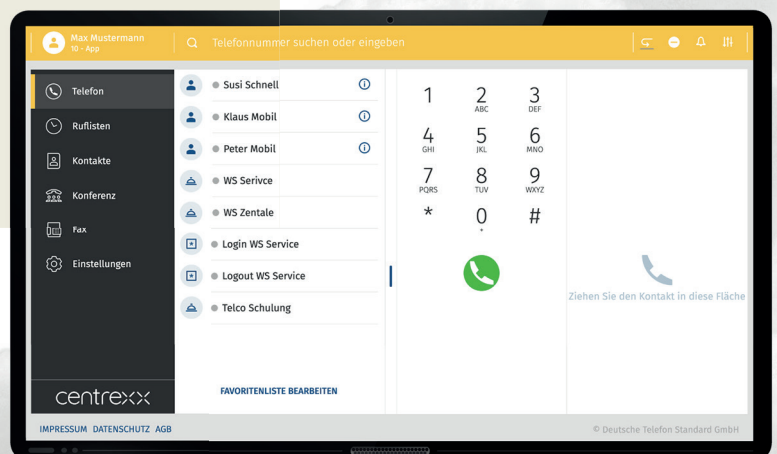 Max Mustermann
10 - App
Telefonnummer suchen oder eingeben
Telefon
Ruflisten
Kontakte
Konferenz
Fax
Einstellungen
centrexx
Susi Schnell
Klaus Mobil
Peter Mobil
WS Serivce
WS Zentale
Login WS Service
Logout WS Service
Telco Schulung
FAVORITENLISTE BEARBEITEN
1 2 3
ABC DEF
4 5 6
GHI JKL MNO
7 8 9
PQRS TUV WXYZ
* 0 #
+
Ziehen Sie den Kontakt in diese Fläche
IMPRESSUM DATENSCHUTZ AGB
© Deutsche Telefon Standard GmbH